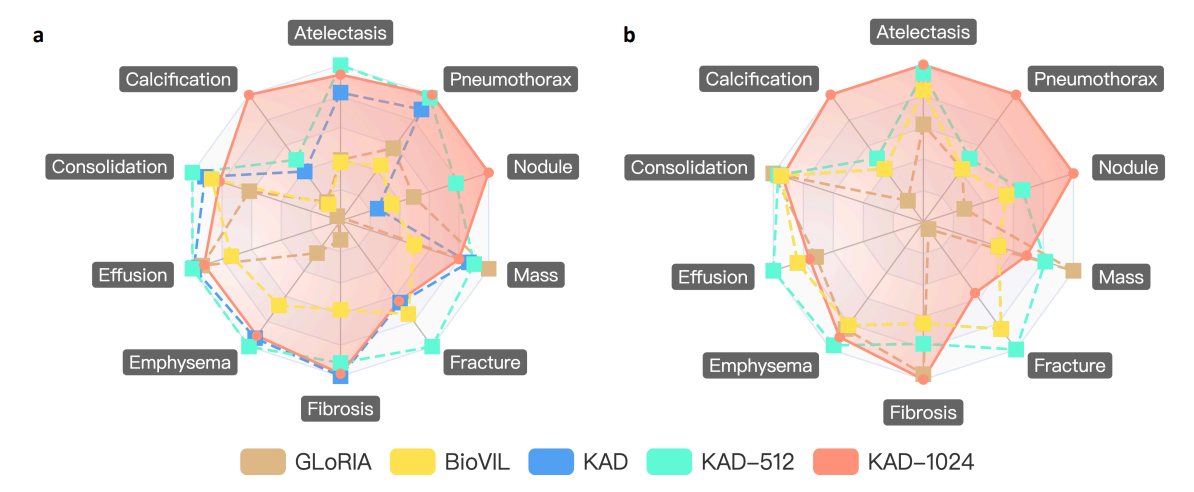 a
b
Atelectasis
Calcification
Pneumothorax
Consolidation
Nodule
Effusion
Mass
Emphysema
Fracture
Fibrosis
Atelectasis
Calcification
Pneumothorax
Consolidation
Nodule
Effusion
Mass
Emphysema
Fracture
Fibrosis
GLoRIA BioVIL KAD KAD-512 KAD-1024